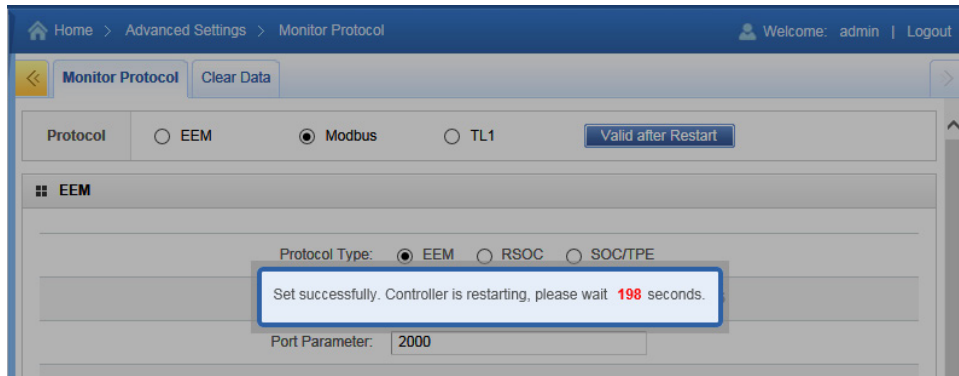 Home > Advanced Settings > Monitor Protocol Welcome: admin | Logout
Monitor Protocol Clear Data
Protocol EEM Modbus TL1 Valid after Restart
EEM
Protocol Type: EEM RSOC SOC/TPE
Set successfully. Controller is restarting, please wait 198 seconds.
Port Parameter: 2000